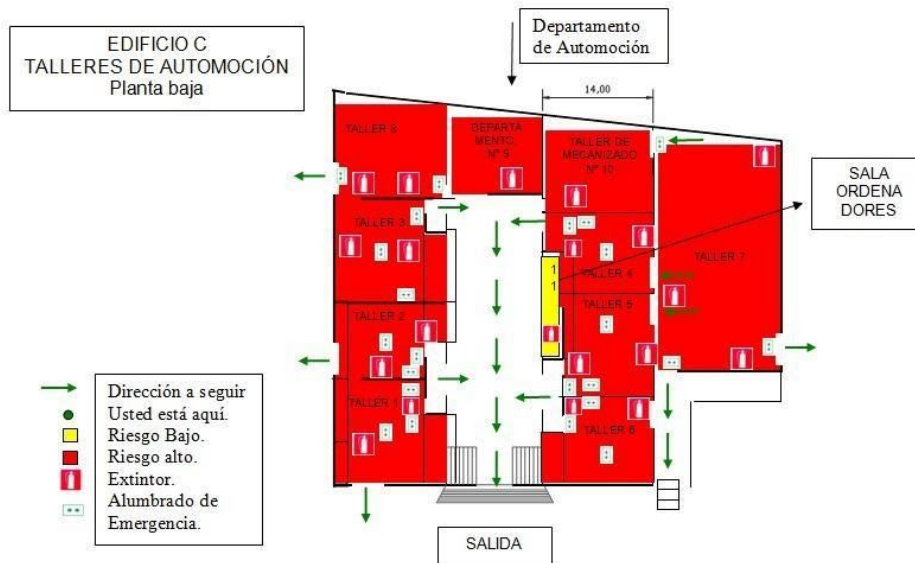 EDIFICIO C
TALLERES DE AUTOMOCIÓN
Planta baja
Departamento
de Automoción
14,00
TALLER 8
DEPARTA
MENTO
Nº 9
TALLER DE
MECANIZADO
Nº 10
SALA
ORDENA
DORES
TALLER 3
TALLER 4
TALLER 7
1
1
TALLER 2
TALLER 5
TALLER 1
TALLER 6
Dirección a seguir
Usted está aquí.
Riesgo Bajo.
Riesgo alto.
Extintor.
Alumbrado de
Emergencia.
SALIDA